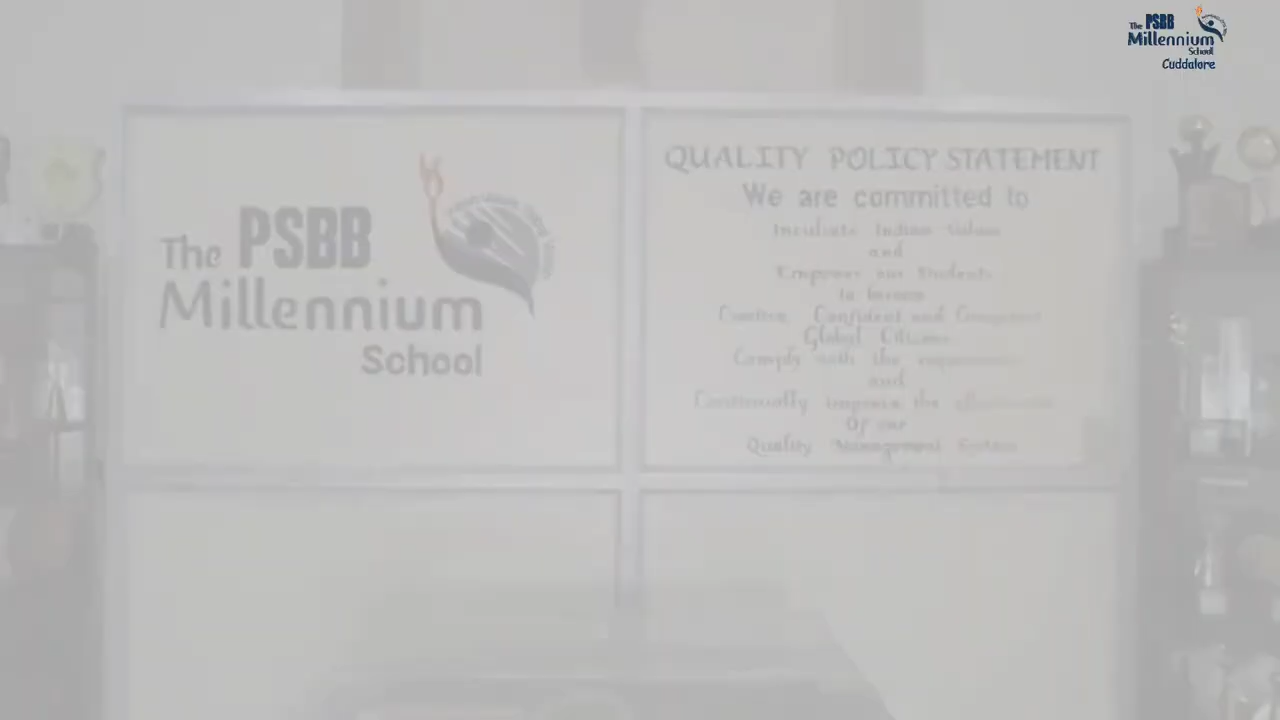 The PSBB
Millennium
School
Cuddalore
The PSBB
Millennium
School
QUALITY POLICY STATEMENT
We are committed to
Incubate Indian Values
and
Empower our Students
to become
Creative, Confident and Competent
Global Citizens
Comply with the
and
Continually improve the
Of our
Quality Management System